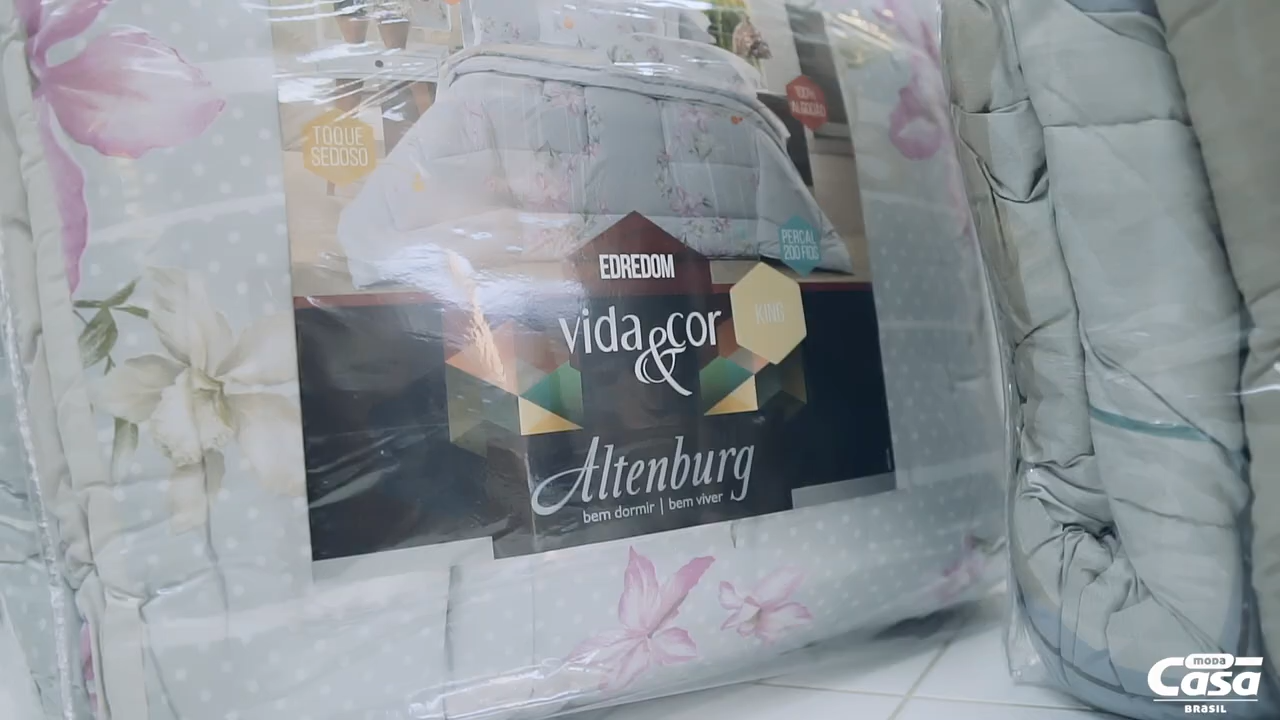 100%
ALGODÃO
TOQUE
SEDOSO
PERCAL
200 FIOS
EDREDOM
vida&cor
KING
Altenburg
bem dormir | bem viver
moda
Casa
BRASIL